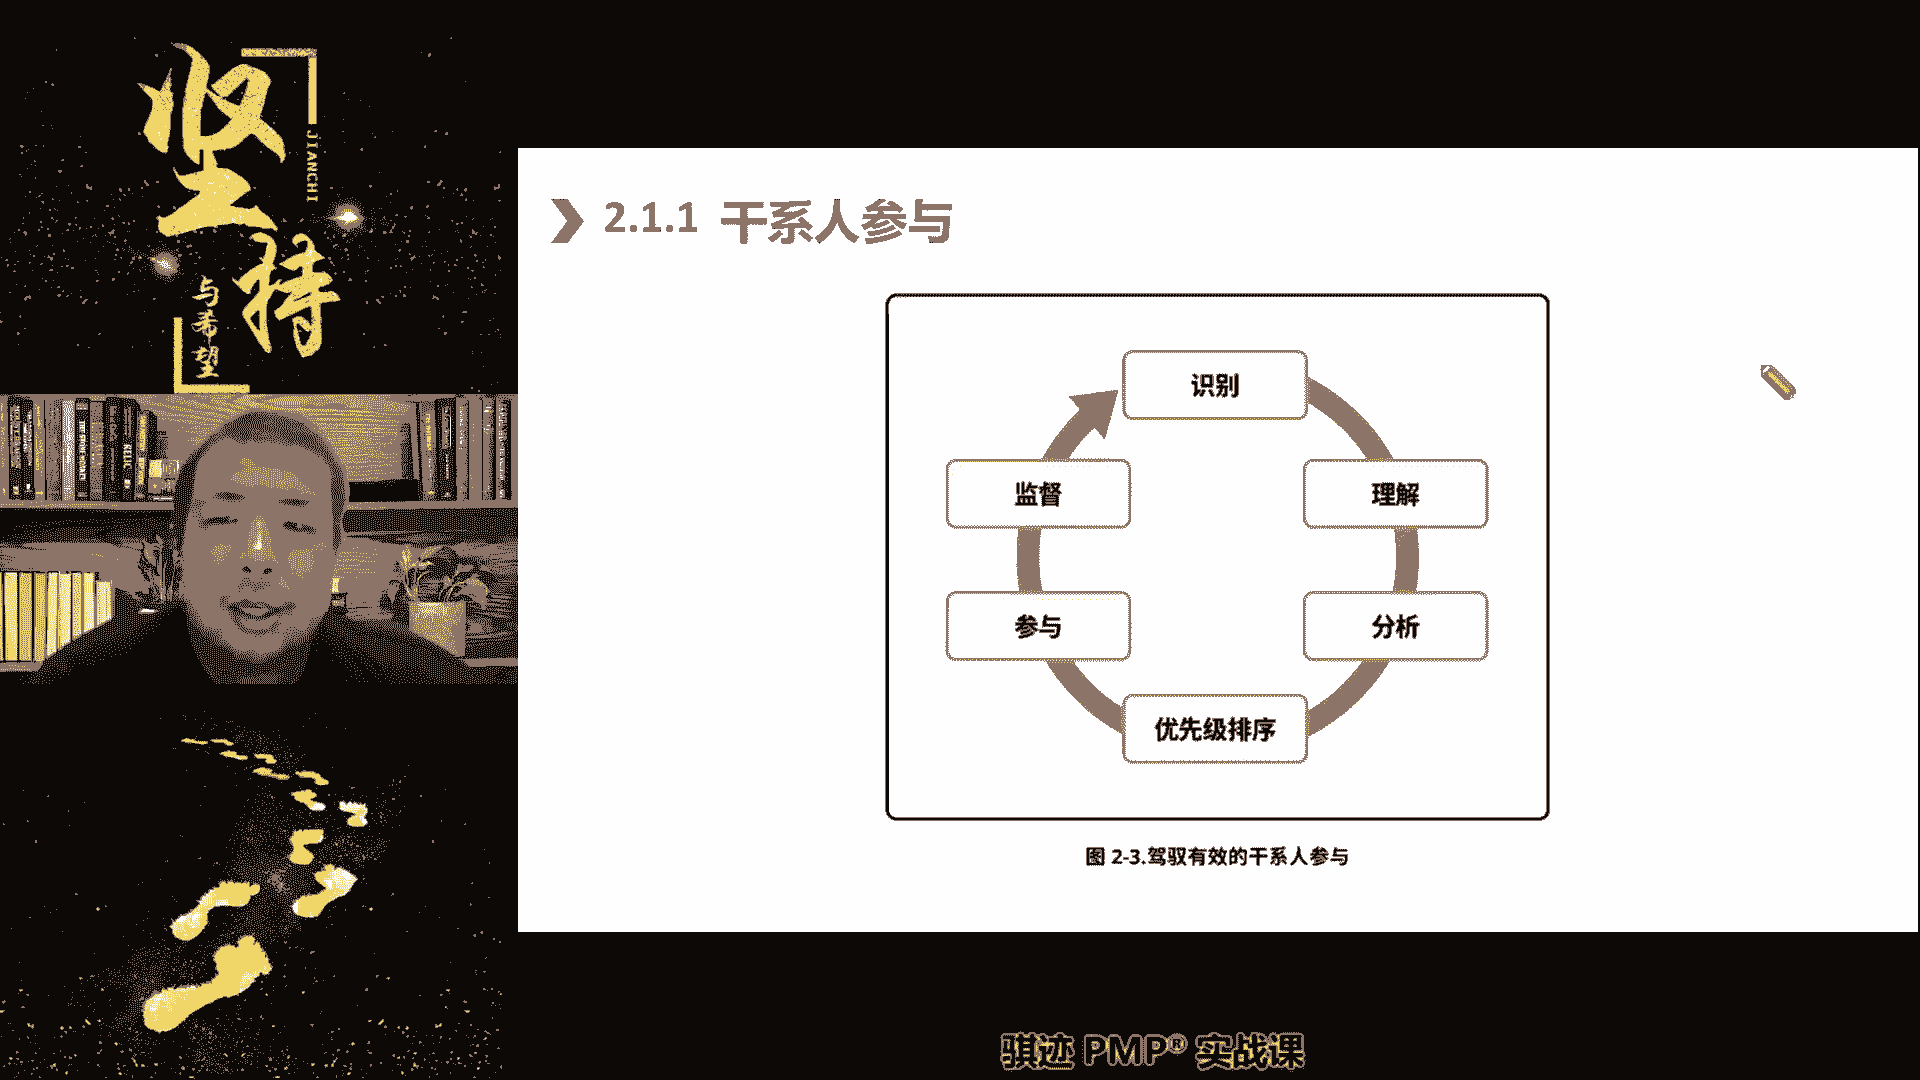 坚持
JIANCHI
与希望
2.1.1 干系人参与
识别
监督
理解
参与
分析
优先级排序
图 2-3.驾驭有效的干系人参与
骐迹 PMP® 实战课